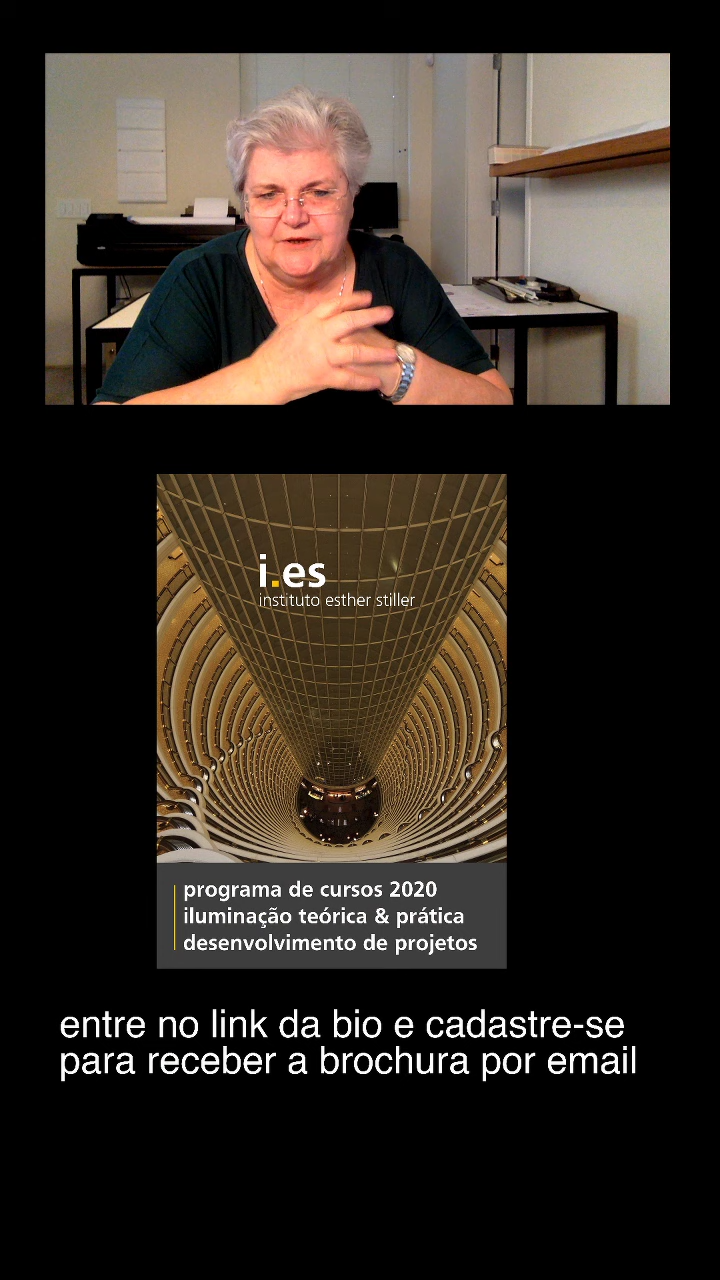 i.es
instituto esther stiller
programa de cursos 2020
iluminação teórica & prática
desenvolvimento de projetos
entre no link da bio e cadastre-se
para receber a brochura por email